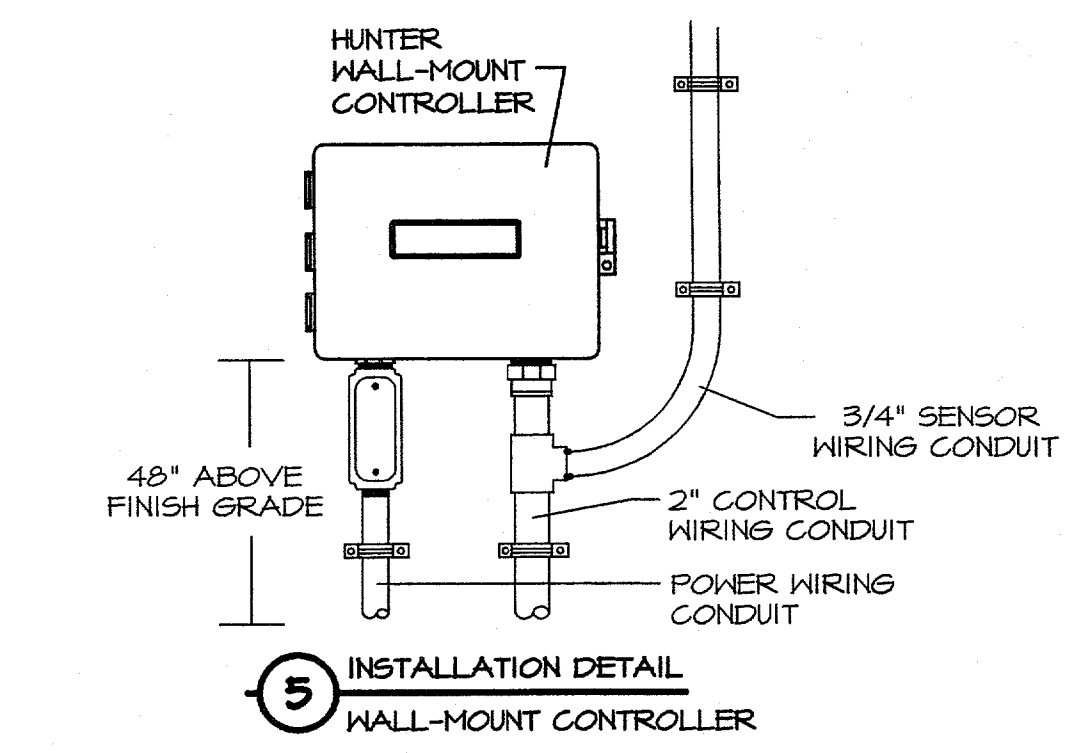 HUNTER
WALL-MOUNT
CONTROLLER
3/4" SENSOR
WIRING CONDUIT
48" ABOVE
FINISH GRADE
2" CONTROL
WIRING CONDUIT
POWER WIRING
CONDUIT
5
INSTALLATION DETAIL
WALL-MOUNT CONTROLLER